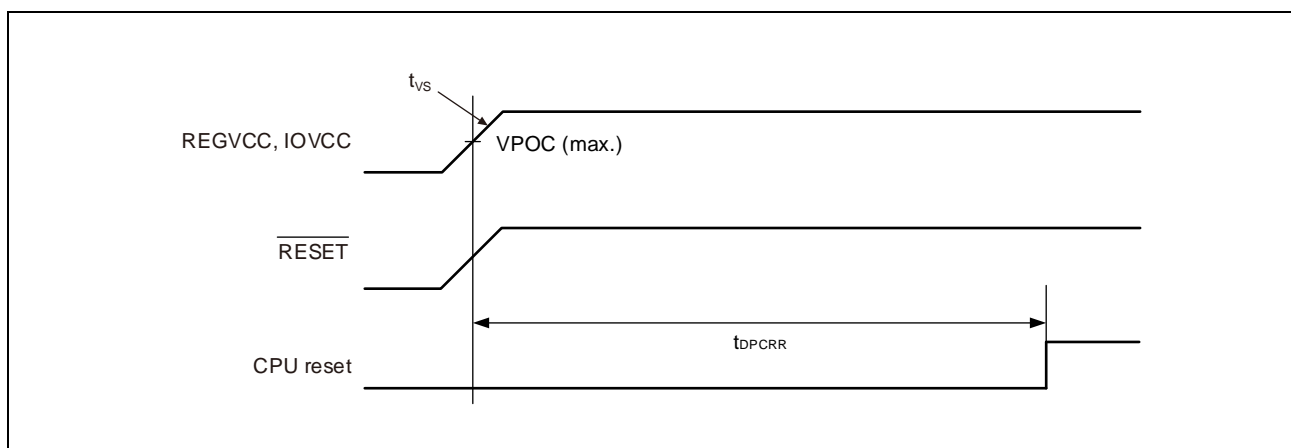 tVS
REGVCC, IOVCC
VPOC (max.)
RESET
tDPCRR
CPU reset